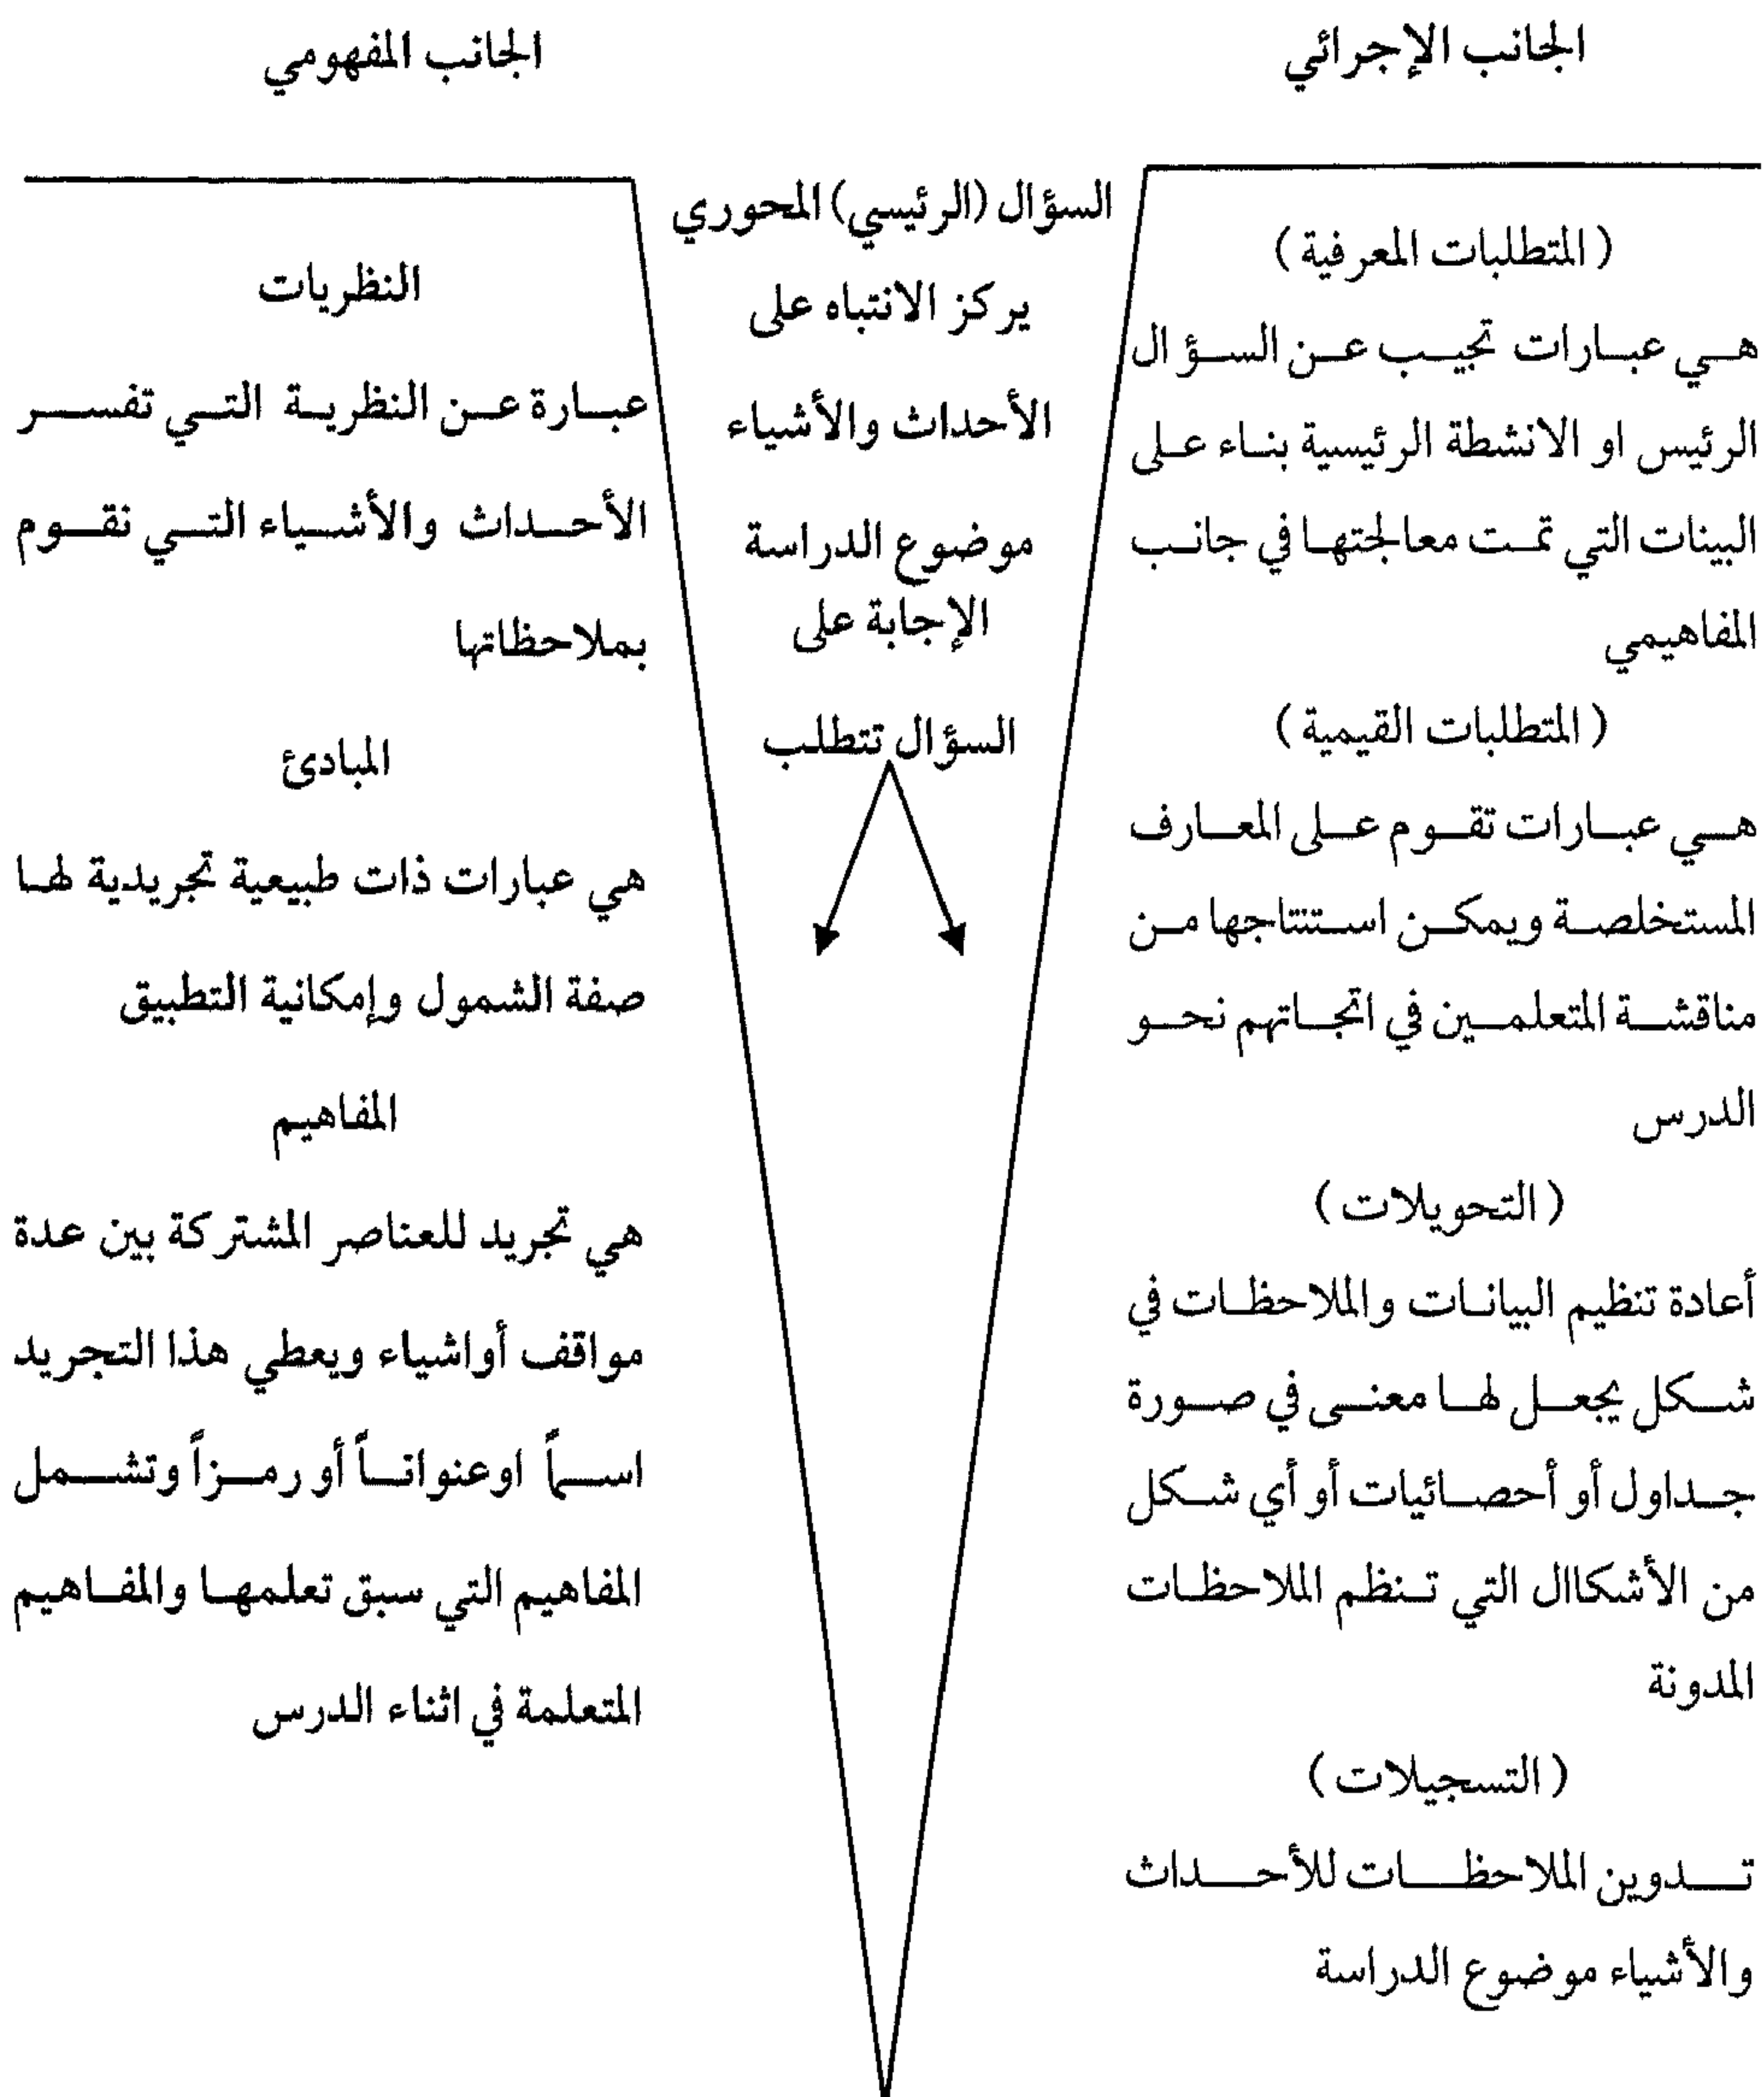 الجانب الإجرائي
(المتطلبات المعرفية)
هي عبارات تجيب عن السؤال
الرئيس او الانشطة الرئيسية بناء على
البينات التي تمت معالجتها في جانب
المفاهيمي
(المتطلبات القيمية)
هي عبارات تقوم على المعارف
المستخلصة ويمكن استنتاجها من
مناقشة المتعلمين في اتجاتهم نحو
الدرس
(التحويلات)
أعادة تنظيم البيانات والملاحظات في
شكل يجعل لها معنى في صورة
جداول أو أحصائيات أو أي شكل
من الأشكاال التي تنظم الملاحظات
المدونة
(التسجيلات)
تدوين الملاحظات للأحداث
والأشياء موضوع الدراسة
السؤال (الرئيسي) المحوري
يركز الانتباه على
الأحداث والأشياء
موضوع الدراسة
الإجابة على
السؤال تتطلب
الجانب المفهومي
النظريات
عبارة عن النظرية التي تفسر
الأحداث والأشياء التي نقوم
بملاحظاتها
المبادئ
هي عبارات ذات طبيعية تجريدية لها
صفة الشمول وإمكانية التطبيق
المفاهيم
هي تجريد للعناصر المشتركة بين عدة
مواقف أواشياء ويعطي هذا التجريد
اسماً اوعنواناً أو رمزاً وتشمل
المفاهيم التي سبق تعلمها والمفاهيم
المتعلمة في اثناء الدرس